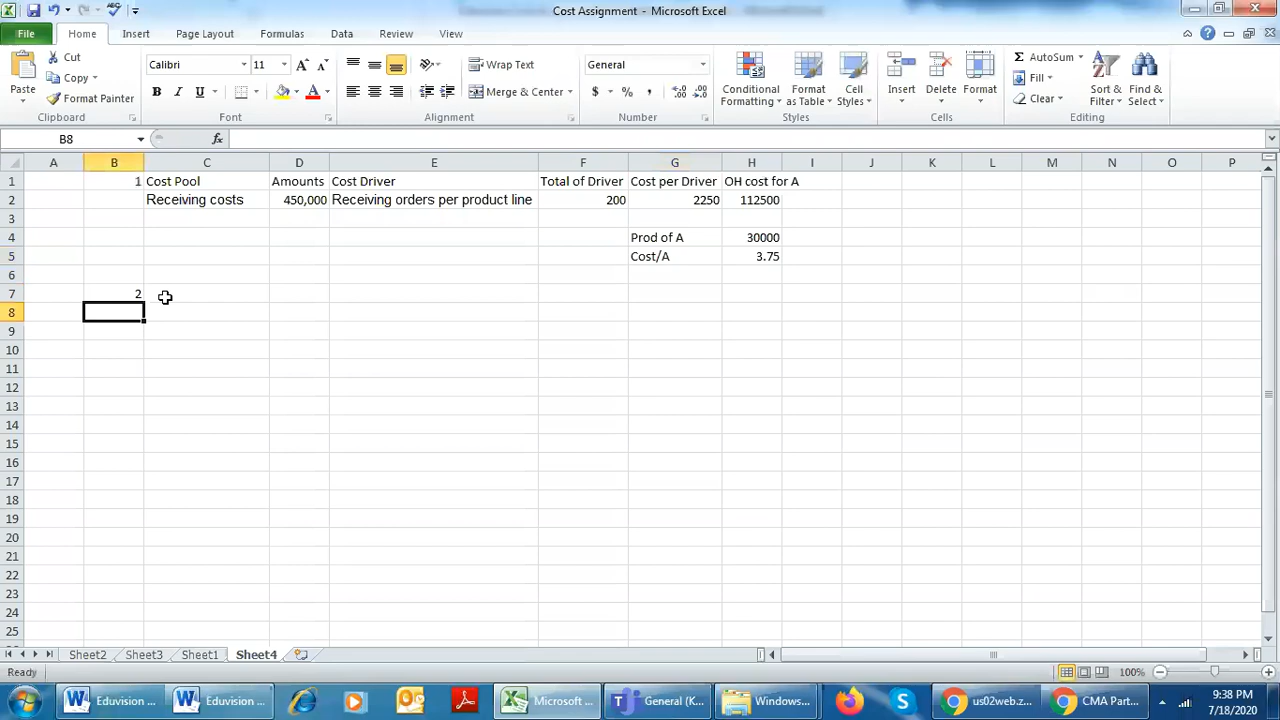 Cost Assignment - Microsoft Excel
File Home Insert Page Layout Formulas Data Review View
Cut
Copy
Format Painter
Paste
Clipboard
Calibri 11
B I U
Font
Wrap Text
Merge & Center
Alignment
General
$ % ,
Number
Conditional Formatting
Format as Table
Cell Styles
Styles
Insert
Delete
Format
Cells
AutoSum
Fill
Clear
Sort & Filter
Find & Select
Editing
B8 fx
A B C D E F G H I J K L M N O P
1 1 Cost Pool Amounts Cost Driver Total of Driver Cost per Driver OH cost for A
2 Receiving costs 450,000 Receiving orders per product line 200 2250 112500
3
4 Prod of A 30000
5 Cost/A 3.75
6
7 2
8
9
10
11
12
13
14
15
16
17
18
19
20
21
22
23
24
25
Sheet2 Sheet3 Sheet1 Sheet4
Ready 100%
Eduvision ... Eduvision ... Microsoft ... General (K... Windows... us02web.z... CMA Part...
9:38 PM
7/18/2020